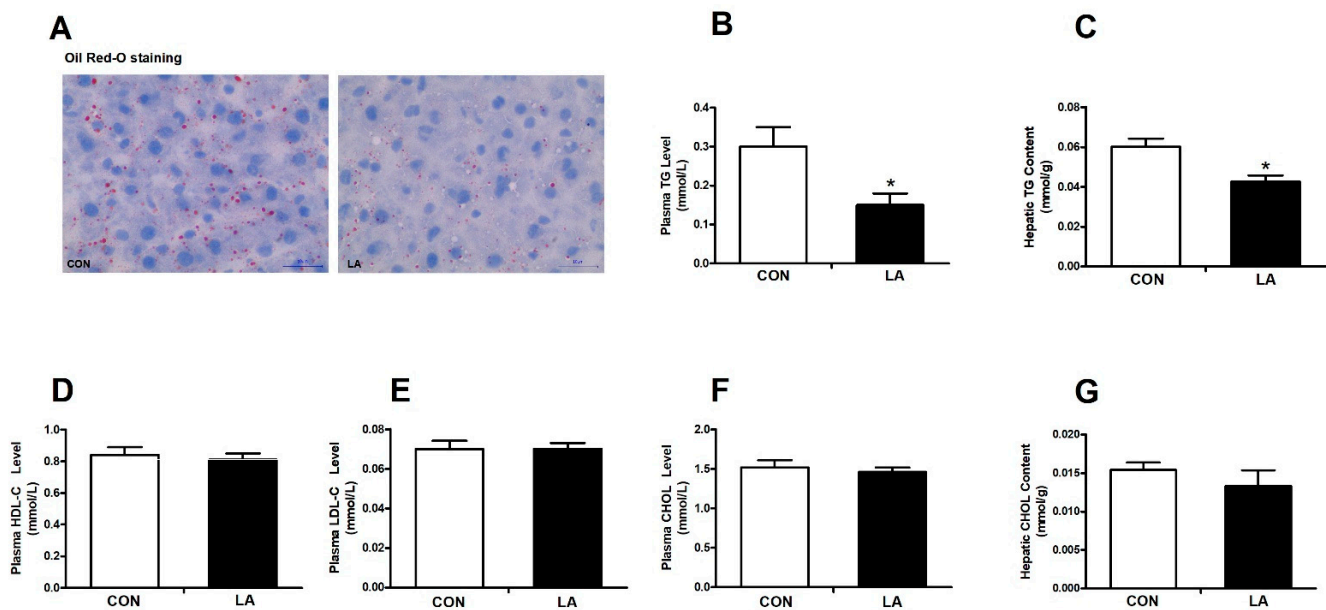 A
Oil Red-O staining
CON
LA
B
Plasma TG Level
(mmol/L)
0.4
0.3
0.2
0.1
0.0
*
CON
LA
C
Hepatic TG Content
(mmol/g)
0.08
0.06
0.04
0.02
0.00
*
CON
LA
D
Plasma HDL-C Level
(mmol/L)
1.0
0.8
0.6
0.4
0.2
0.0
CON
LA
E
Plasma LDL-C Level
(mmol/L)
0.08
0.06
0.04
0.02
0.00
CON
LA
F
Plasma CHOL Level
(mmol/L)
2.0
1.5
1.0
0.5
0.0
CON
LA
G
Hepatic CHOL Content
(mmol/g)
0.020
0.015
0.010
0.005
0.000
CON
LA